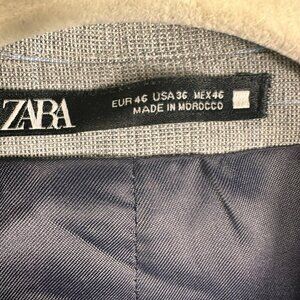 ZARA
EUR 46 USA 36 MEX 46
MADE IN MOROCCO